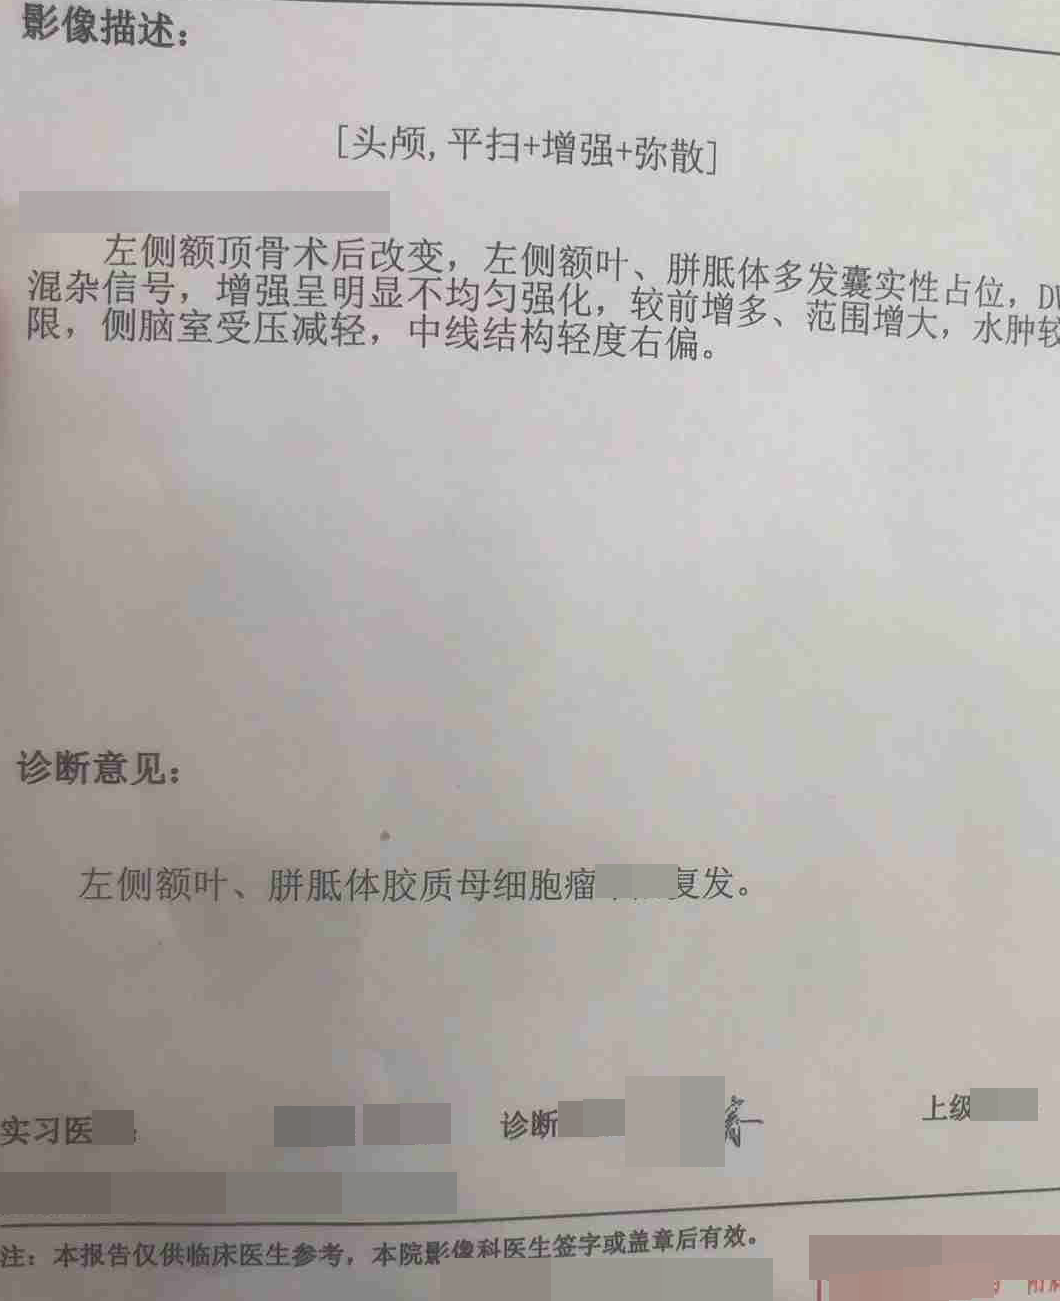 影像描述：
[头颅,平扫+增强+弥散]
左侧额顶骨术后改变，左侧额叶、胼胝体多发囊实性占位，DW
混杂信号，增强呈明显不均匀强化，较前增多、范围增大，水肿较
限，侧脑室受压减轻，中线结构轻度右偏。
诊断意见：
左侧额叶、胼胝体胶质母细胞瘤 复发。
实习医 诊断 上级
注：本报告仅供临床医生参考，本院影像科医生签字或盖章后有效。